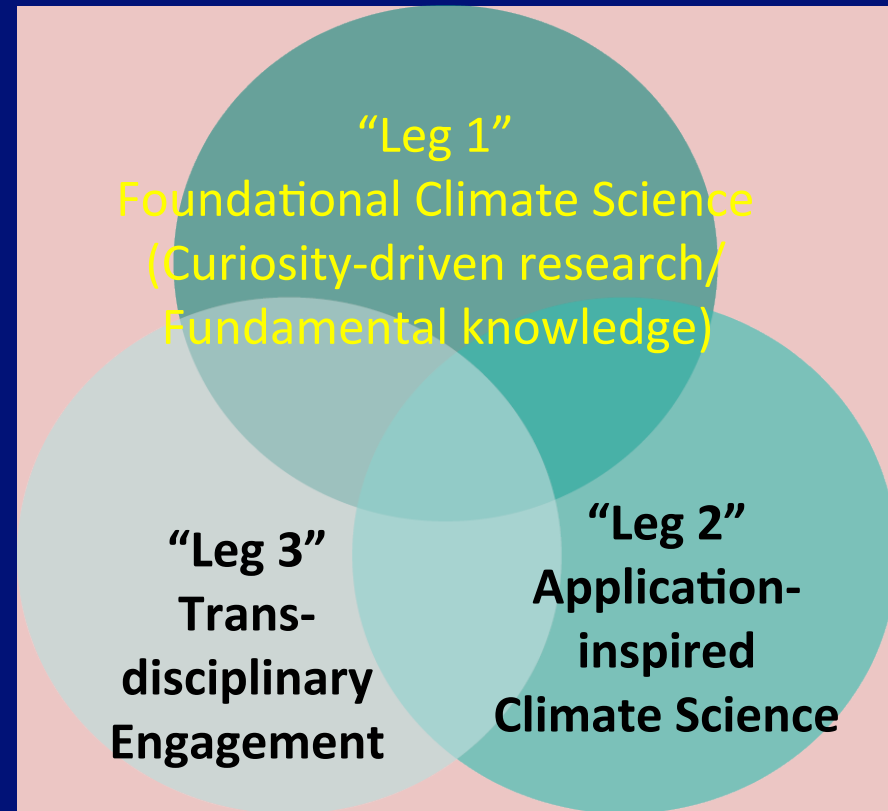 “Leg 1”
Foundational Climate Science
(Curiosity-driven research/
Fundamental knowledge)
“Leg 3”
Trans-
disciplinary
Engagement
“Leg 2”
Application-
inspired
Climate Science